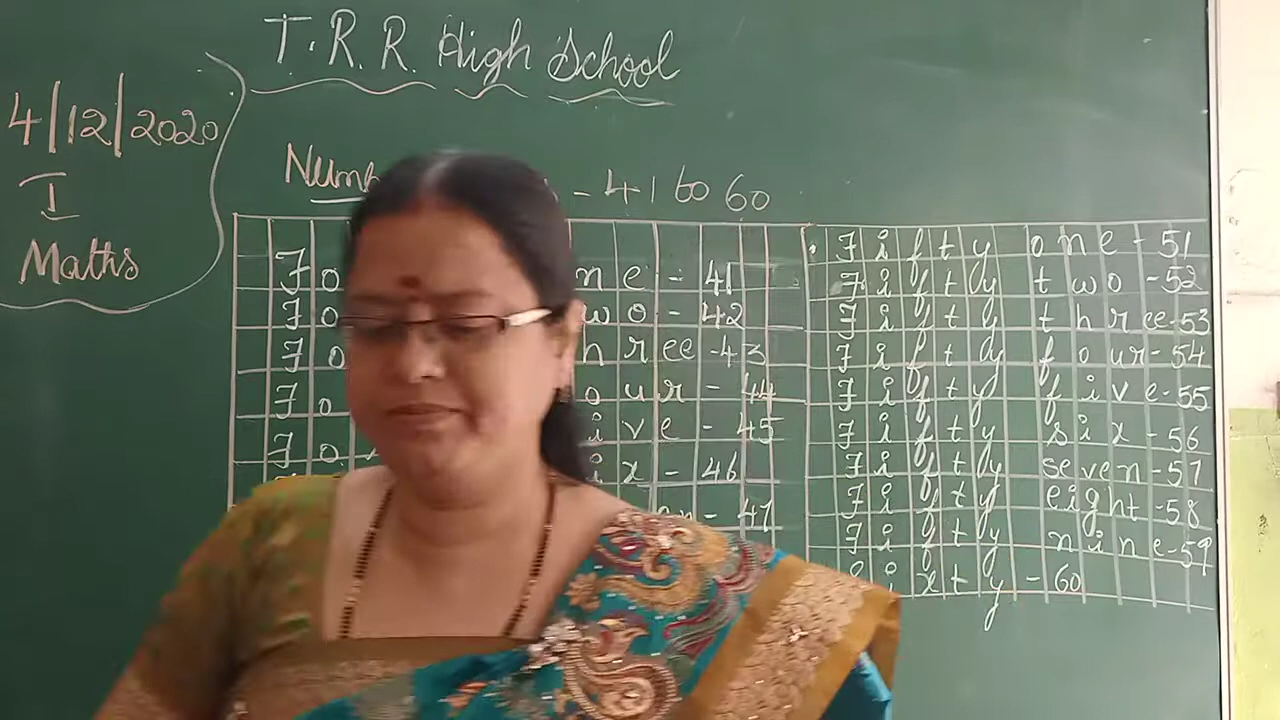 T.R.R. High School
4/12/2020
I
Maths
- 41 to 60
ne - 41
wo - 42
hree - 43
our - 44
ive - 45
ix - 46
- 47
Fifty one - 51
Fifty two - 52
Fifty three - 53
Fifty four - 54
Fifty five - 55
Fifty six - 56
Fifty seven - 57
Fifty eight - 58
Fifty nine - 59
ixty - 60